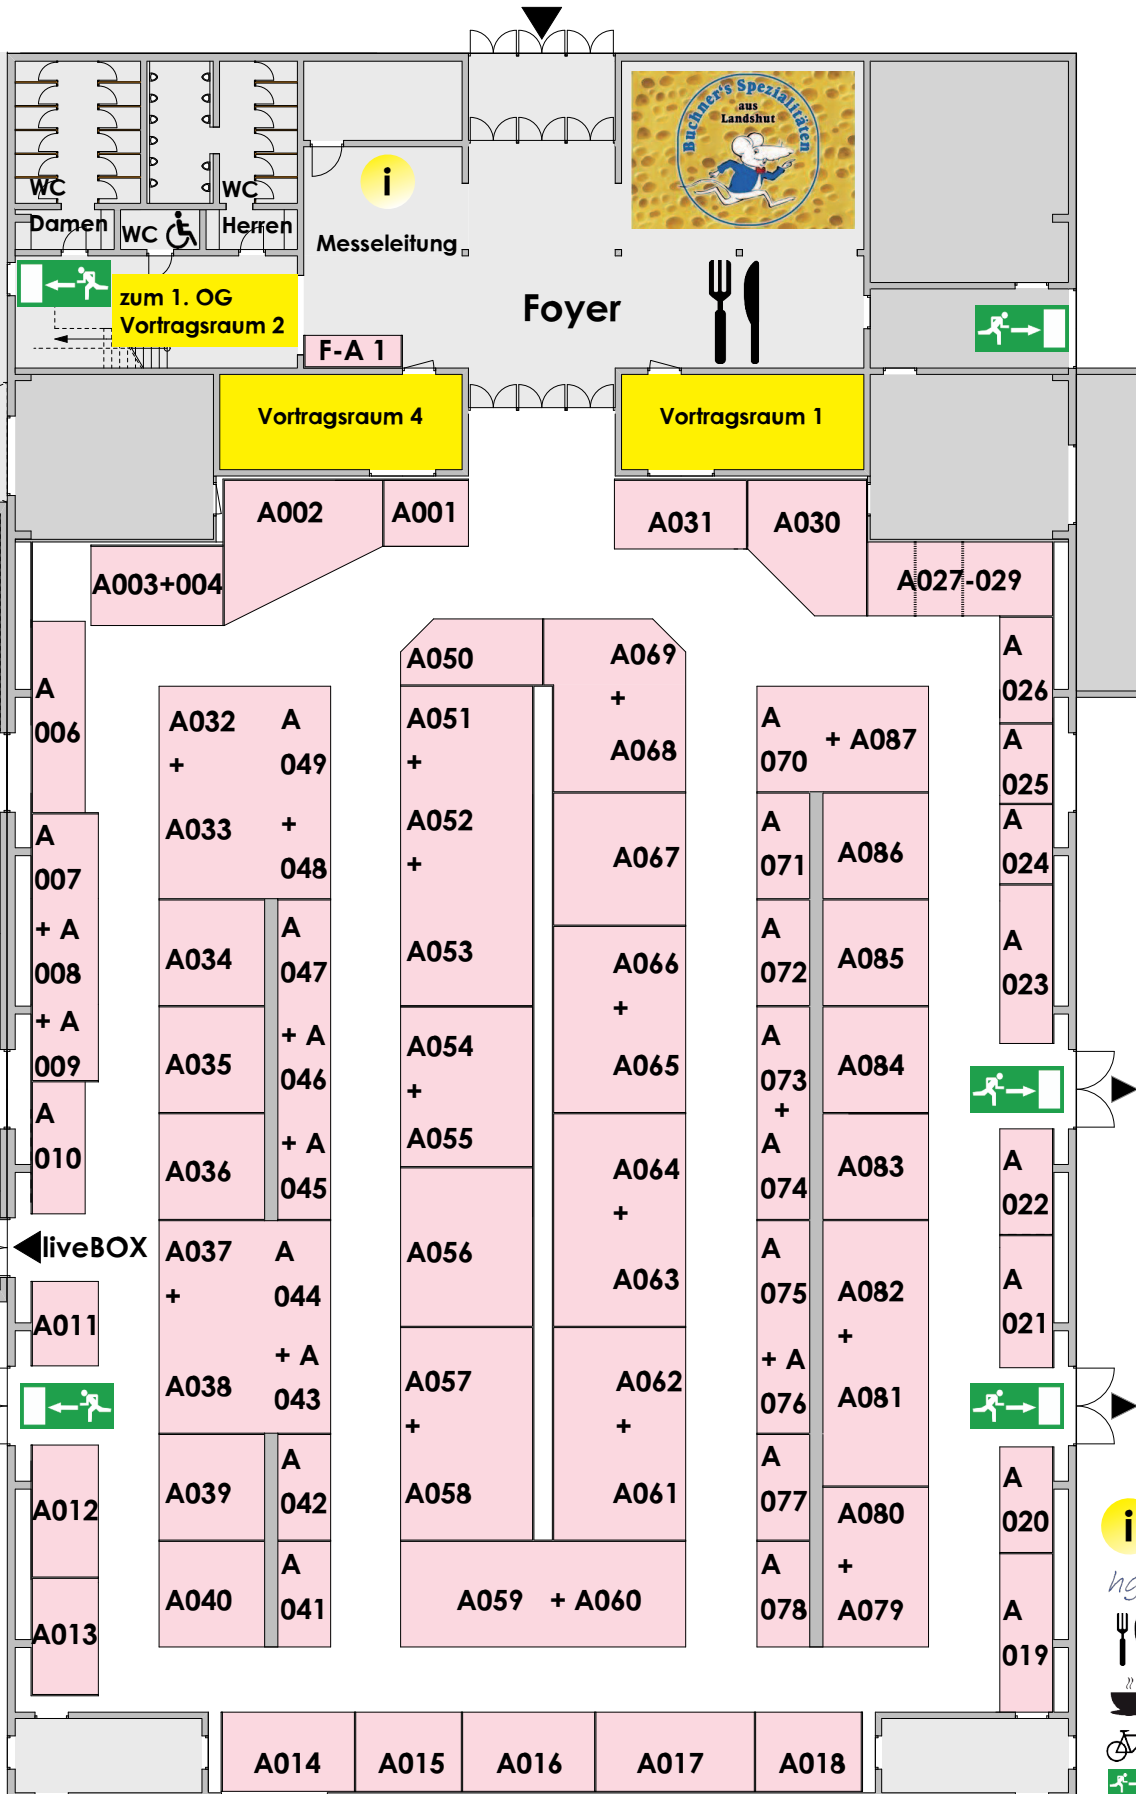 Buchner's Spezialitäten
aus
Landshut
i
WC
Damen
WC
WC
Herren
Messeleitung
zum 1. OG
Vortragsraum 2
Foyer
F-A 1
Vortragsraum 4
Vortragsraum 1
A002
A001
A031
A030
A003+004
A027-029
A
006
A
007
+ A
008
+ A
009
A
010
liveBOX
A011
A012
A013
A032
+
A033
A
049
+
048
A034
A035
A036
A
047
+ A
046
+ A
045
A037
+
A038
A
044
+ A
043
A039
A
042
A040
A
041
A050
A051
+
A052
+
A053
A054
+
A055
A056
A057
+
A058
A069
+
A068
A067
A066
+
A065
A064
+
A063
A062
+
A061
A059 + A060
A
070
+ A087
A
071
A
072
A
073
+
A
074
A
075
+ A
076
A
077
A
078
A086
A085
A084
A083
A082
+
A081
A080
+
A079
A
026
A
025
A
024
A
023
A
022
A
021
A
020
A
019
A014
A015
A016
A017
A018
i